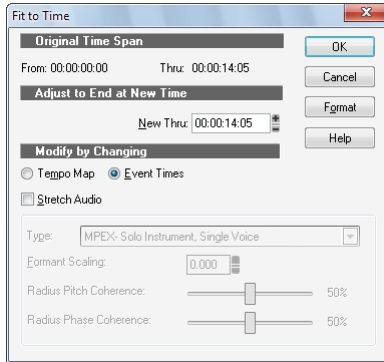 Fit to Time
Original Time Span
OK
From: 00:00:00:00 Thru: 00:00:14:05
Cancel
Adjust to End at New Time
Format
New Thru: 00:00:14:05
Help
Modify by Changing
Tempo Map Event Times
Stretch Audio
Type: MPEX- Solo Instrument, Single Voice
Formant Scaling: 0.000
Radius Pitch Coherence: 50%
Radius Phase Coherence: 50%